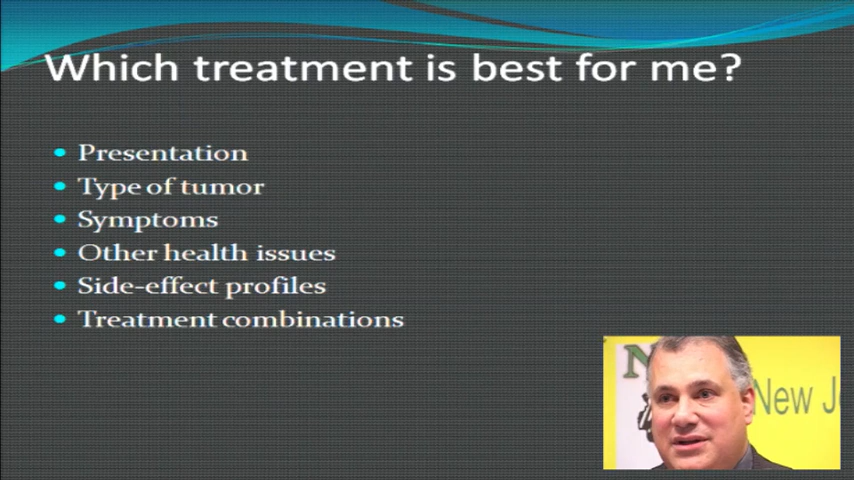 Which treatment is best for me?
Presentation
Type of tumor
Symptoms
Other health issues
Side-effect profiles
Treatment combinations
N
New J